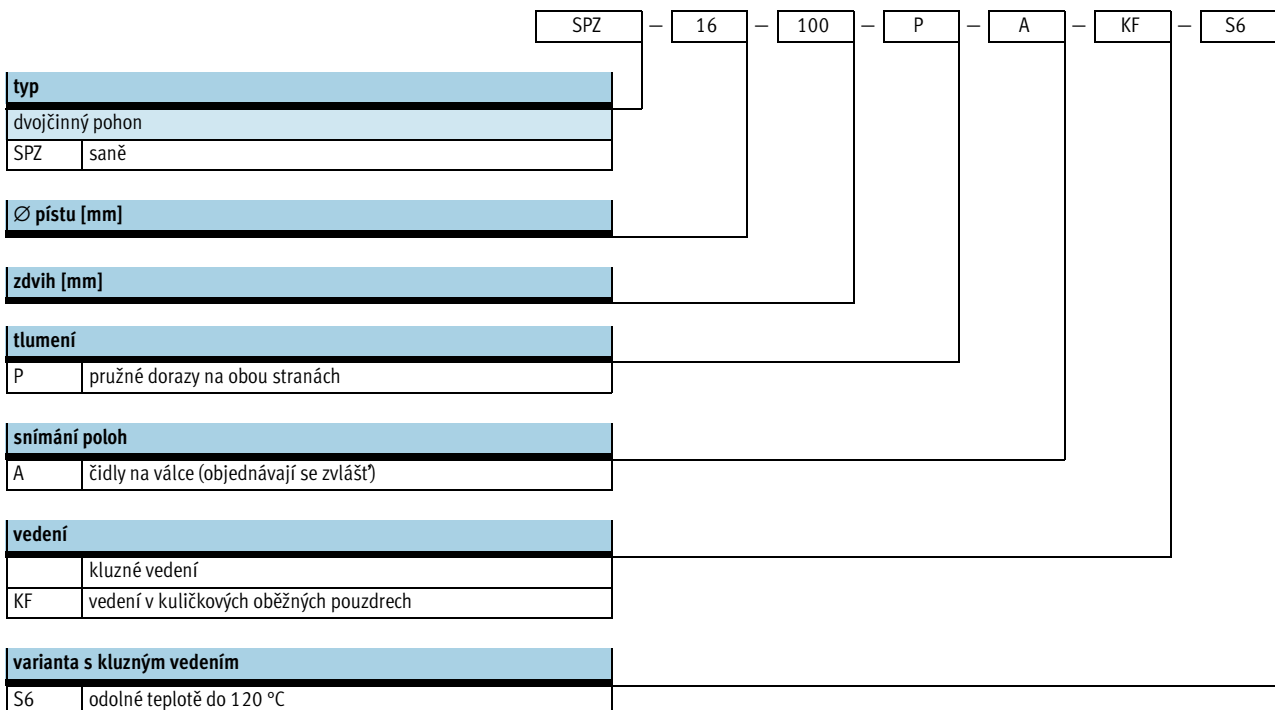 SPZ – 16 – 100 – P – A – KF – S6
typ
dvojčinný pohon
SPZ saně
∅ pístu [mm]
zdvih [mm]
tlumení
P pružné dorazy na obou stranách
snímání poloh
A čidly na válce (objednávají se zvlášť)
vedení
kluzné vedení
KF vedení v kuličkových oběžných pouzdrech
varianta s kluzným vedením
S6 odolné teplotě do 120 °C